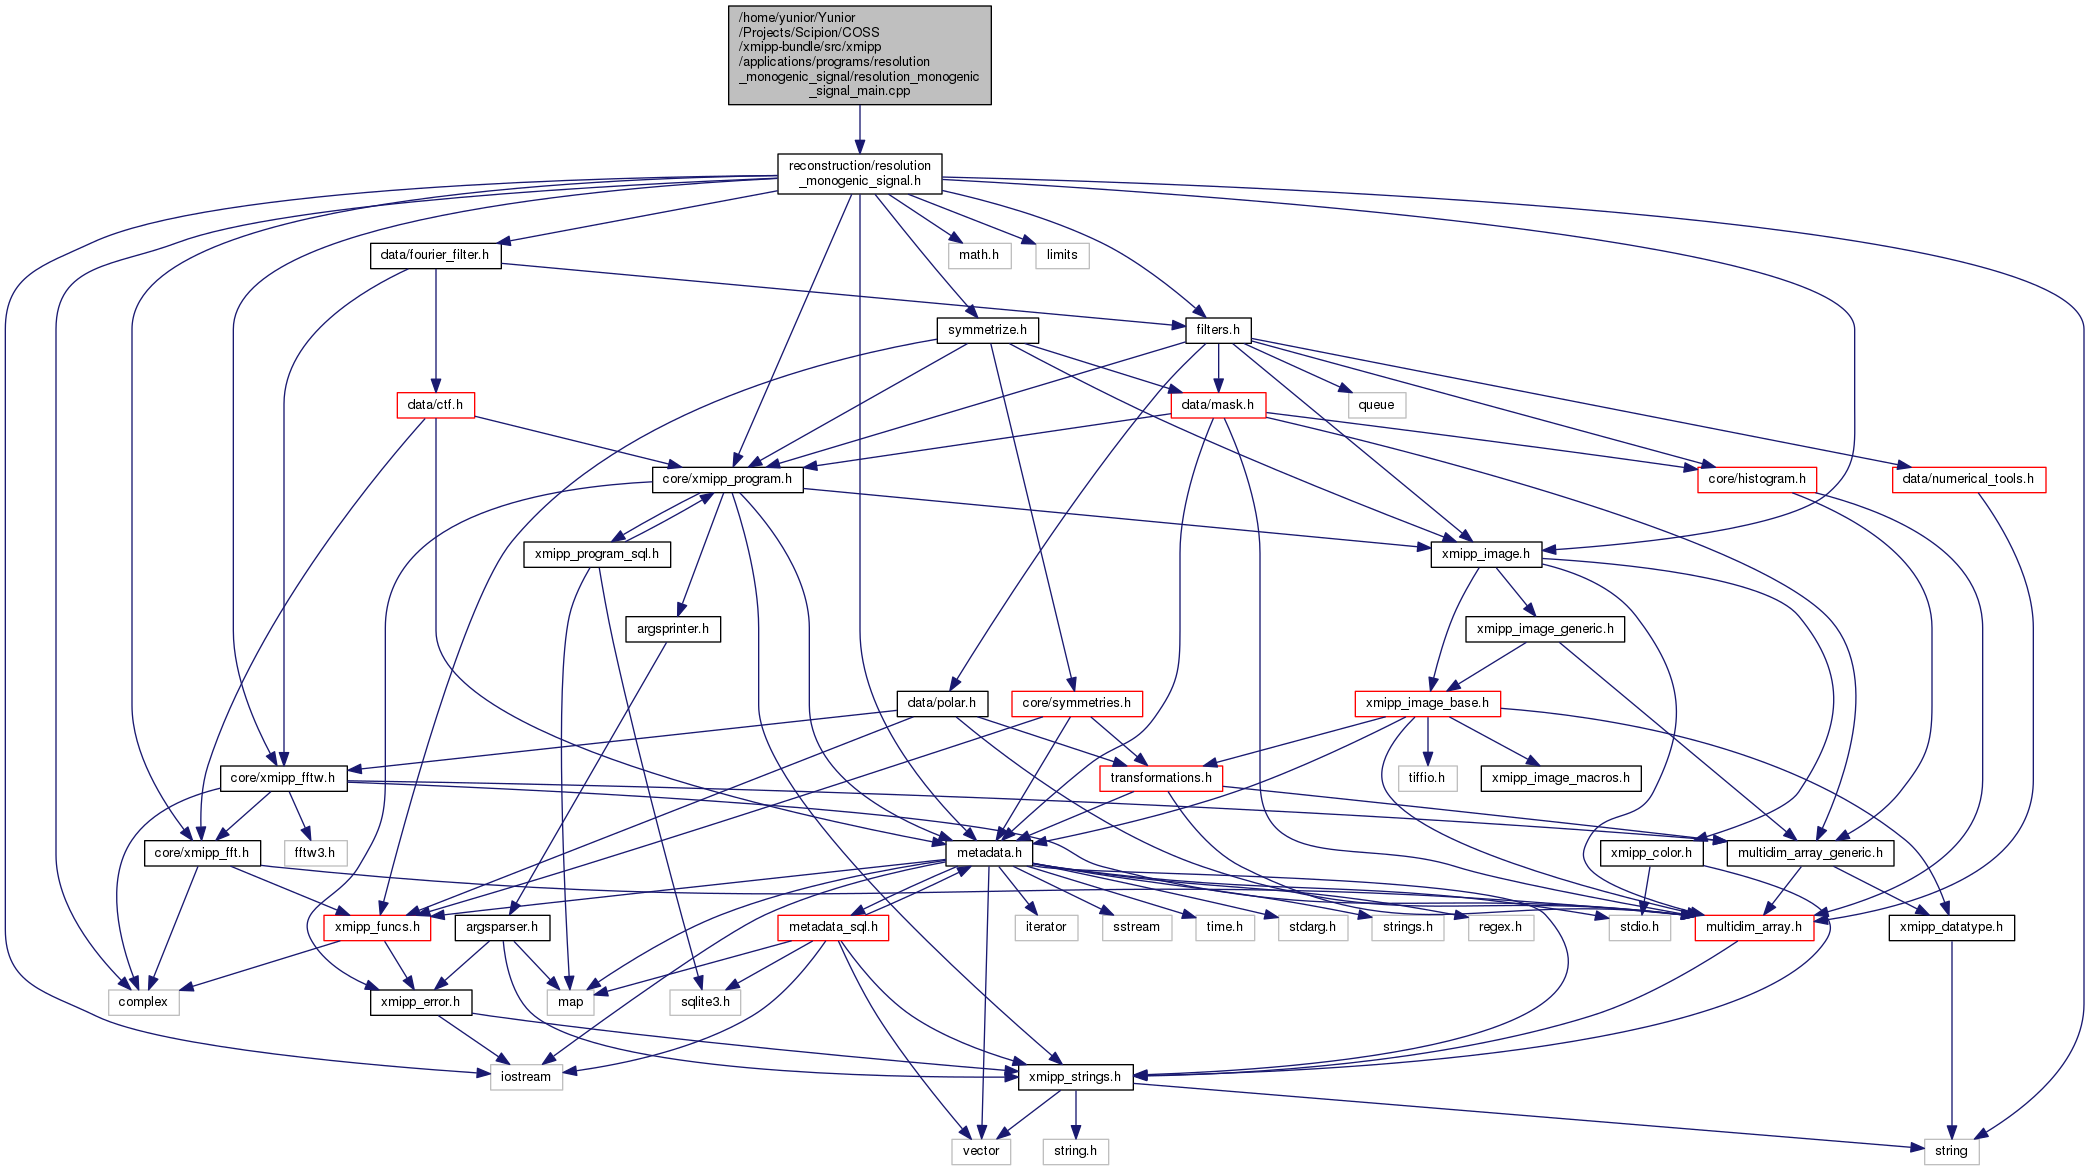 /home/yunior/Yunior
/Projects/Scipion/COSS
/xmipp-bundle/src/xmipp
/applications/programs/resolution
_monogenic_signal/resolution_monogenic
_signal_main.cpp
reconstruction/resolution
_monogenic_signal.h
data/fourier_filter.h
math.h
limits
symmetrize.h
filters.h
data/ctf.h
data/mask.h
queue
core/xmipp_program.h
core/histogram.h
data/numerical_tools.h
xmipp_program_sql.h
xmipp_image.h
argsprinter.h
xmipp_image_generic.h
data/polar.h
core/symmetries.h
xmipp_image_base.h
core/xmipp_fftw.h
transformations.h
tiffio.h
xmipp_image_macros.h
core/xmipp_fft.h
fftw3.h
metadata.h
xmipp_color.h
multidim_array_generic.h
xmipp_funcs.h
argsparser.h
metadata_sql.h
iterator
sstream
time.h
stdarg.h
strings.h
regex.h
stdio.h
multidim_array.h
xmipp_datatype.h
complex
xmipp_error.h
map
sqlite3.h
iostream
xmipp_strings.h
vector
string.h
string